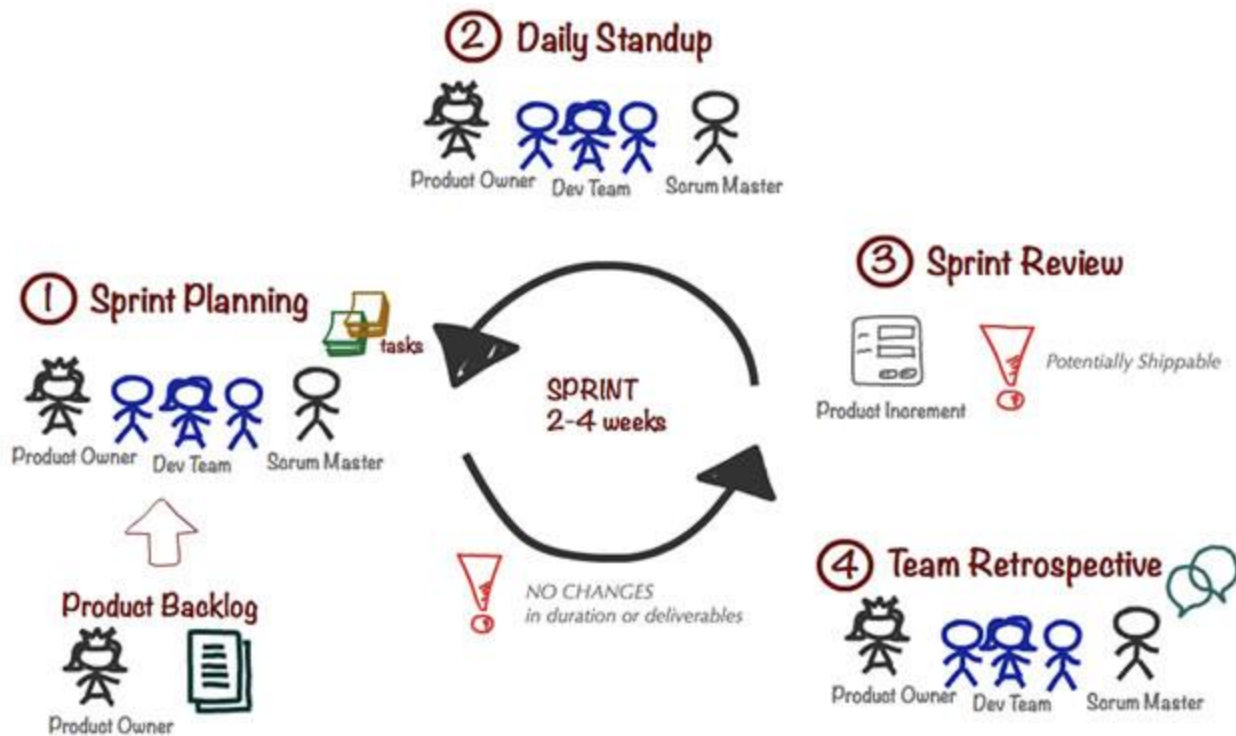 2 Daily Standup
Product Owner
Dev Team
Scrum Master
1 Sprint Planning
tasks
Product Owner
Dev Team
Scrum Master
Product Backlog
Product Owner
SPRINT
2-4 weeks
NO CHANGES
in duration or deliverables
3 Sprint Review
Product Increment
Potentially Shippable
4 Team Retrospective
Product Owner
Dev Team
Scrum Master